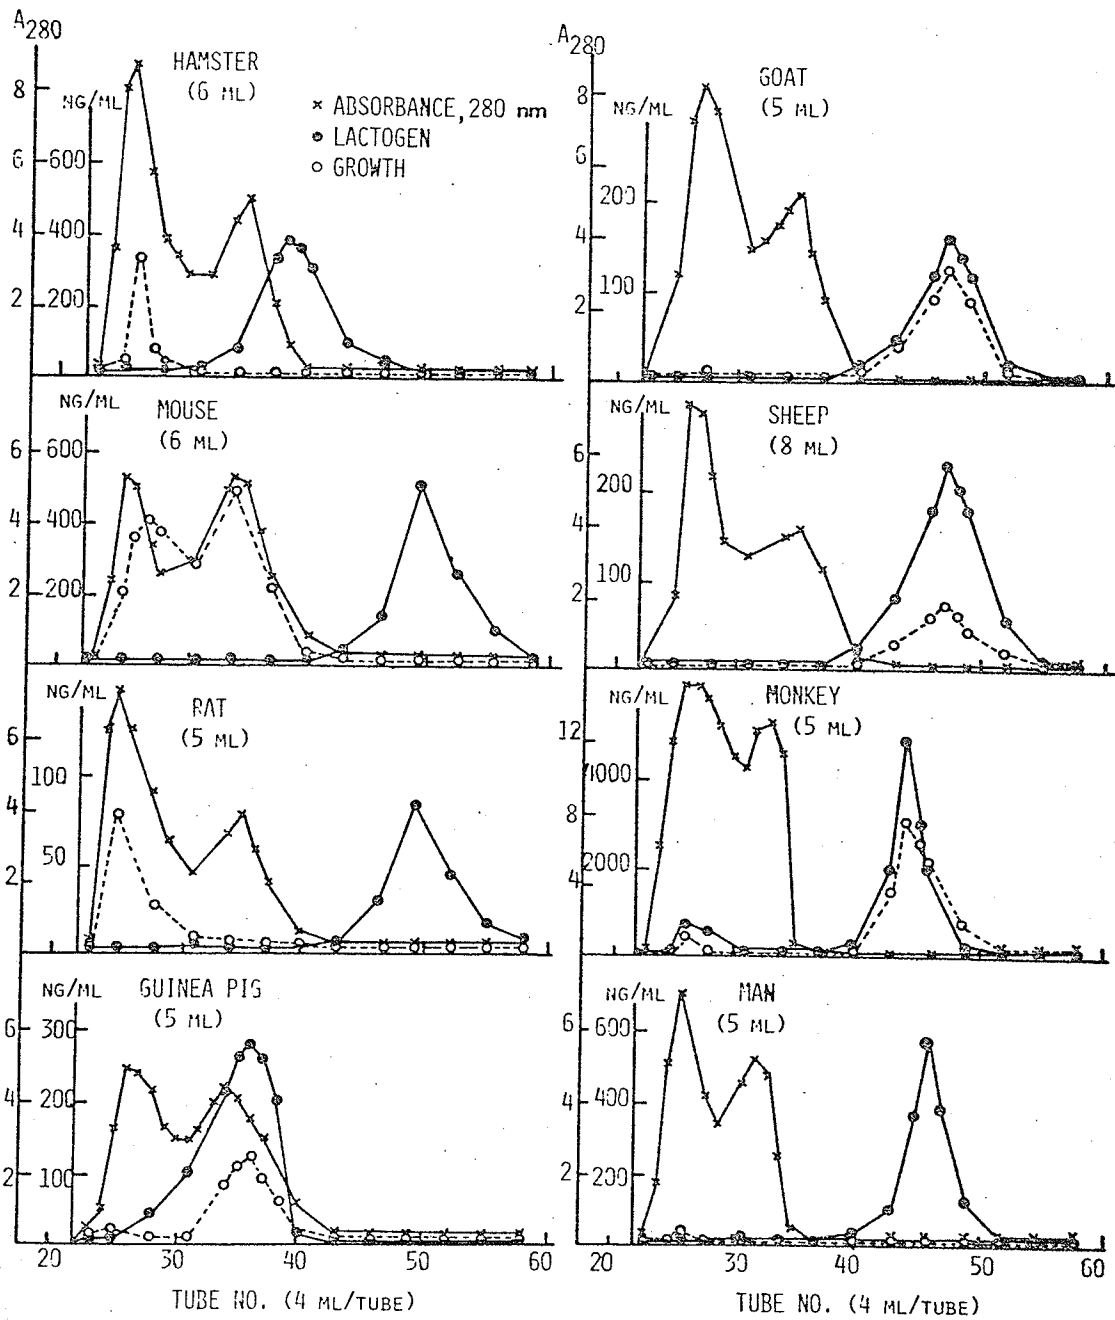 A280
HAMSTER
(6 ML)
NG/ML
8
6
4
2
600
400
200
× ABSORBANCE, 280 nm
LACTOGEN
GROWTH
A280
GOAT
(5 ML)
NG/ML
8
6
4
2
200
100
MOUSE
(6 ML)
NG/ML
6
4
2
600
400
200
SHEEP
(8 ML)
NG/ML
6
4
2
200
100
RAT
(5 ML)
NG/ML
6
4
2
100
50
MONKEY
(5 ML)
NG/ML
12
8
4
2000
GUINEA PIG
(5 ML)
NG/ML
6
4
2
300
200
100
20 30 40 50 60
TUBE NO. (4 ML/TUBE)
MAN
(5 ML)
NG/ML
6
4
2
600
400
200
20 30 40 50 60
TUBE NO. (4 ML/TUBE)